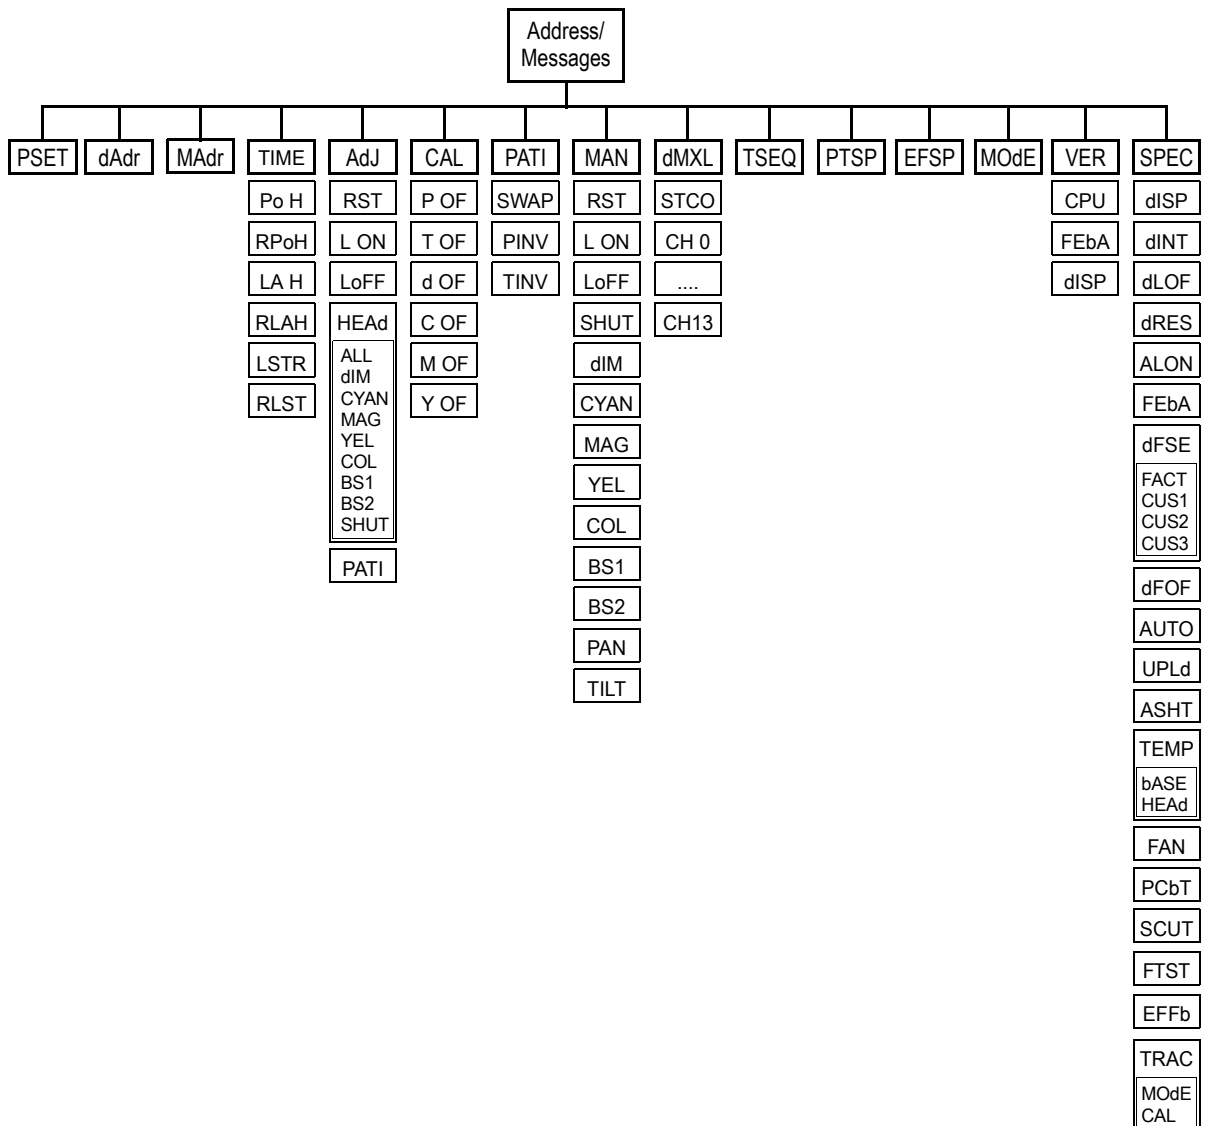 Address/
Messages
PSET
dAdr
MAdr
TIME
Po H
RPoH
LA H
RLAH
LSTR
RLST
AdJ
RST
L ON
LoFF
HEAd
ALL
dIM
CYAN
MAG
YEL
COL
BS1
BS2
SHUT
PATI
CAL
P OF
T OF
d OF
C OF
M OF
Y OF
PATI
SWAP
PINV
TINV
MAN
RST
L ON
LoFF
SHUT
dIM
CYAN
MAG
YEL
COL
BS1
BS2
PAN
TILT
dMXL
STCO
CH 0
....
CH13
TSEQ
PTSP
EFSP
MOdE
VER
CPU
FEbA
dISP
SPEC
dISP
dINT
dLOF
dRES
ALON
FEbA
dFSE
FACT
CUS1
CUS2
CUS3
dFOF
AUTO
UPLd
ASHT
TEMP
bASE
HEAd
FAN
PCbT
SCUT
FTST
EFFb
TRAC
MOdE
CAL